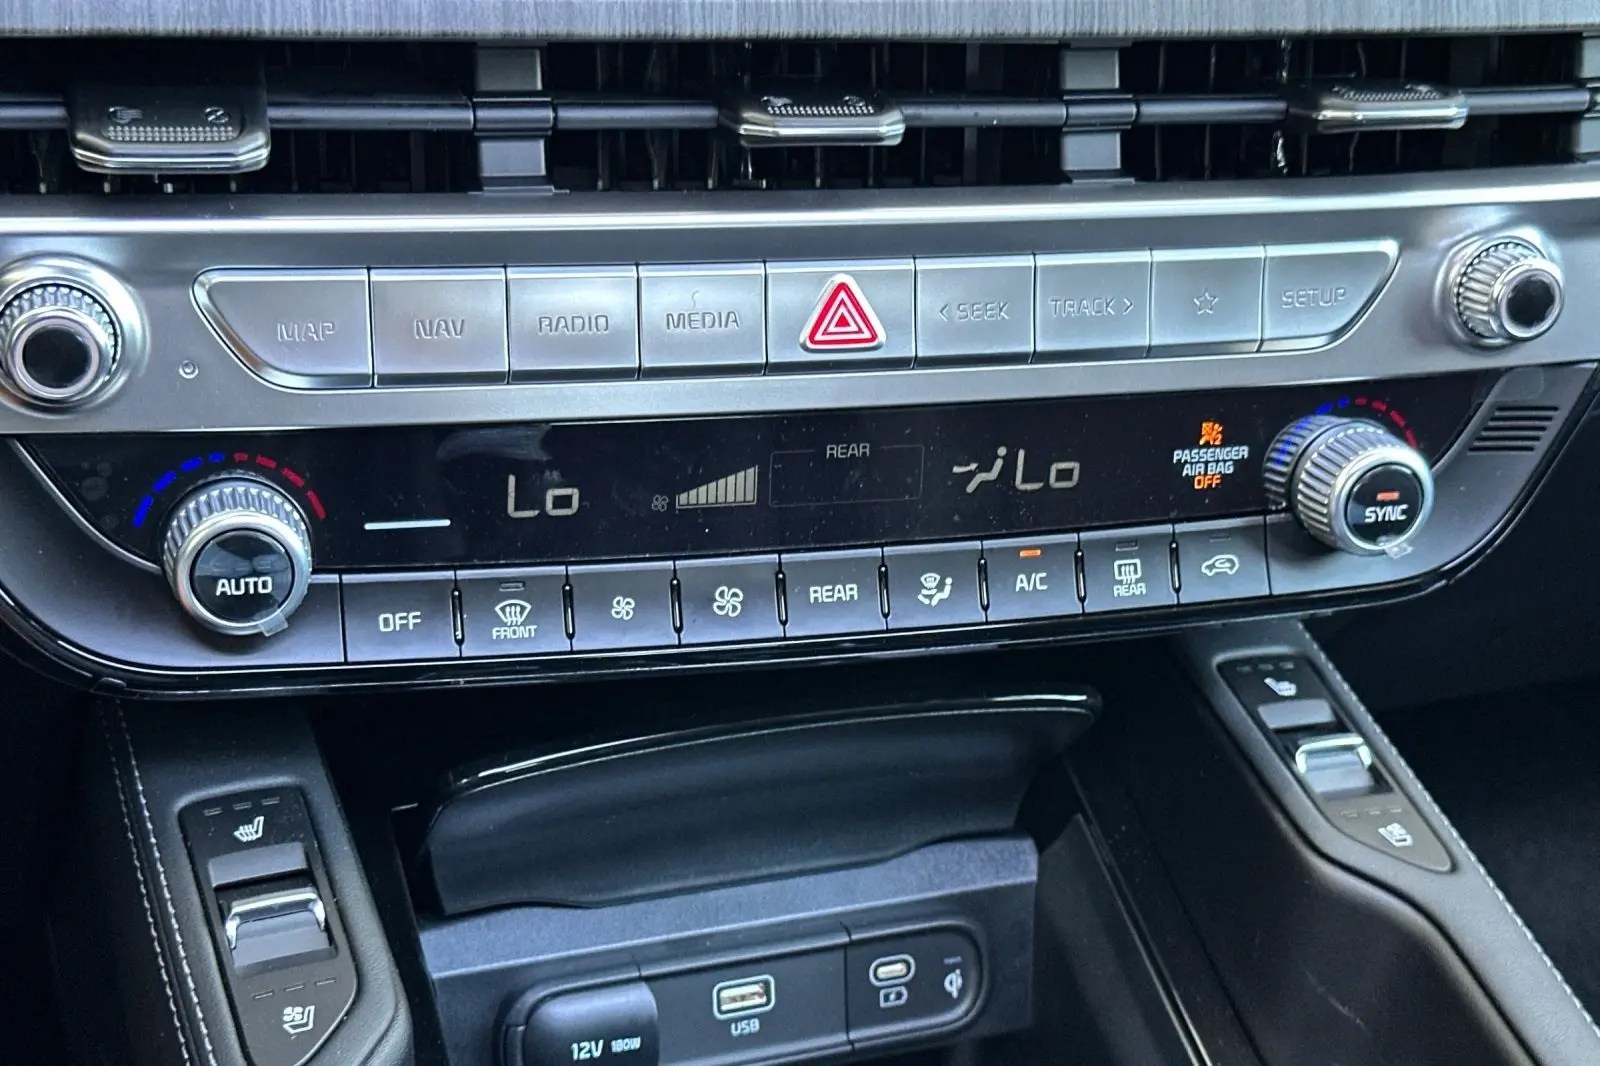 MAP
NAV
RADIO
MEDIA
< SEEK
TRACK >
SETUP
Lo
REAR
Lo
2
PASSENGER
AIR BAG
OFF
AUTO
SYNC
OFF
FRONT
REAR
A/C
REAR
12V 180W
USB